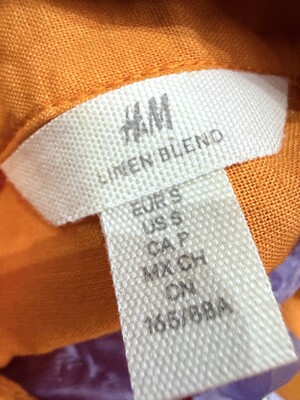 H&M
LINEN BLEND
EUR S
US S
CA P
MX CH
CN
165/88A